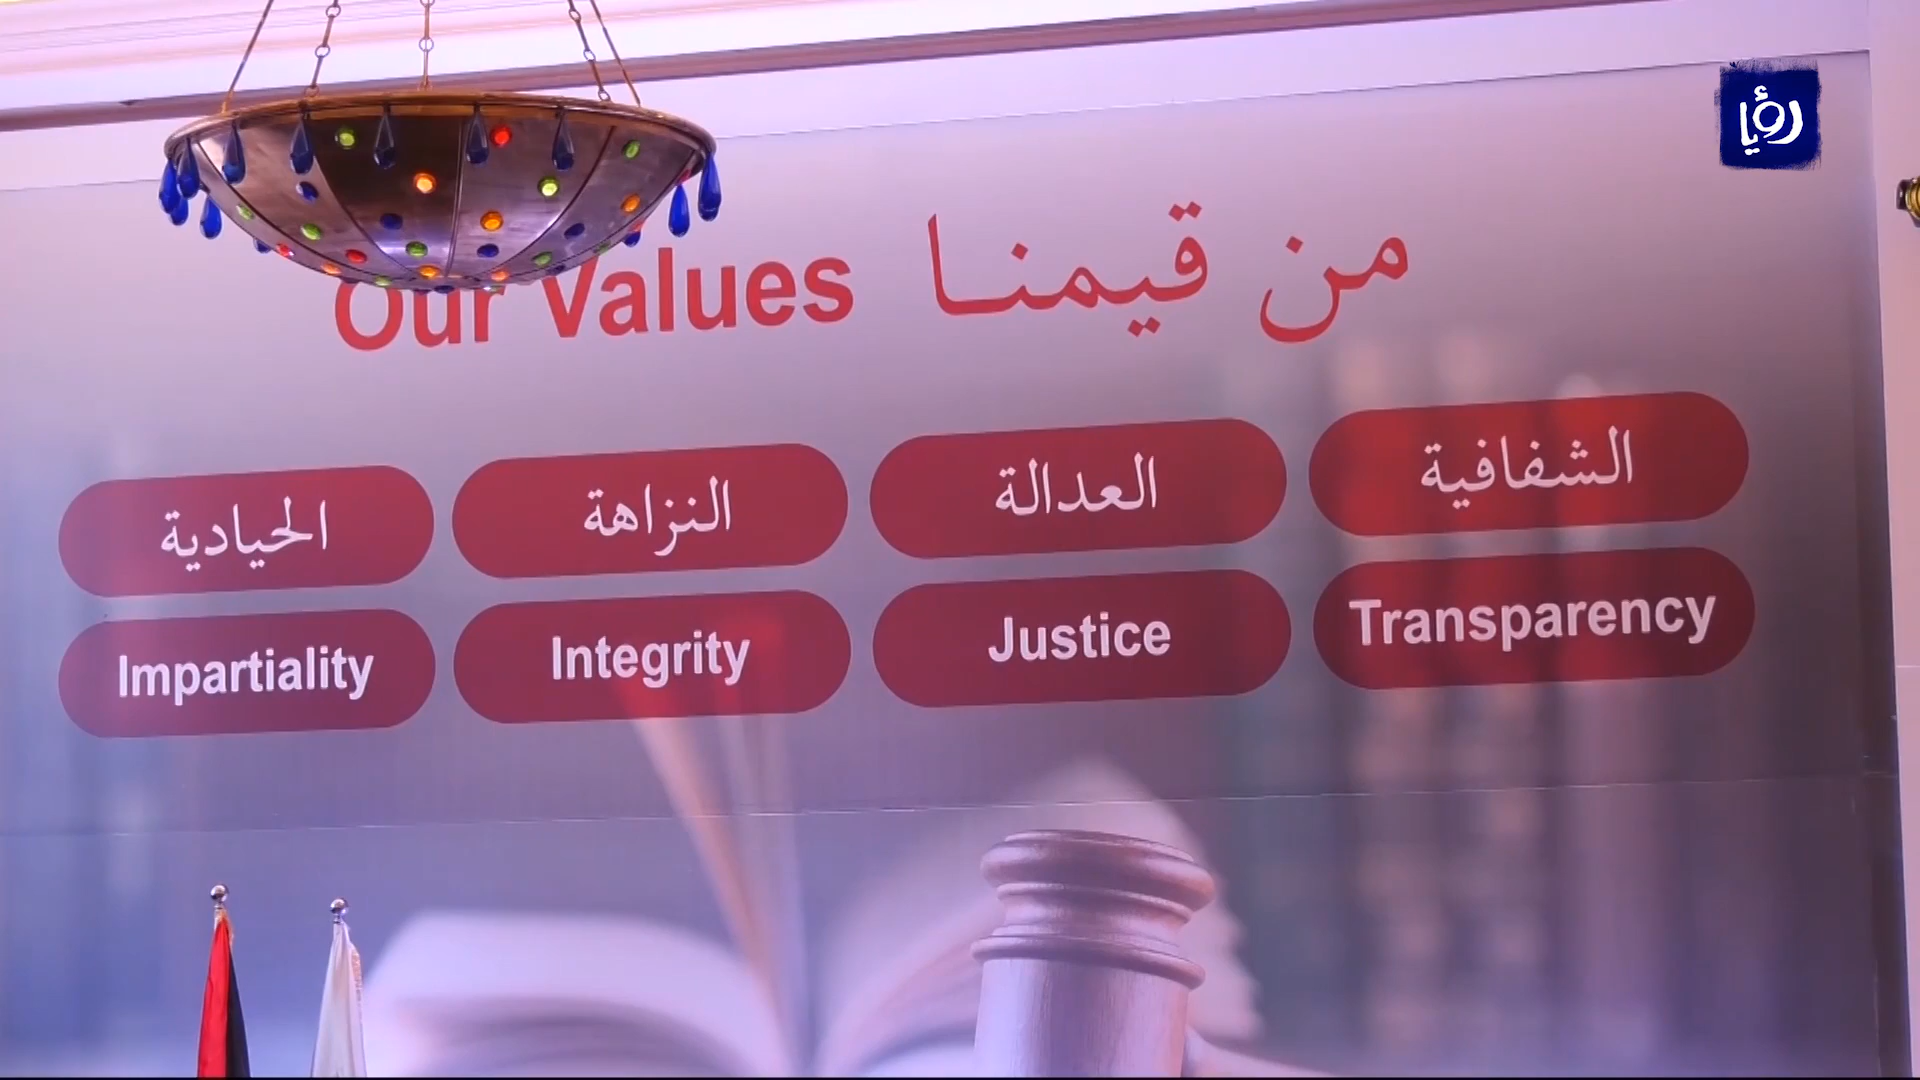 رؤيا
Our Values من قيمنا
الشفافية العدالة النزاهة الحيادية
Impartiality Integrity Justice Transparency